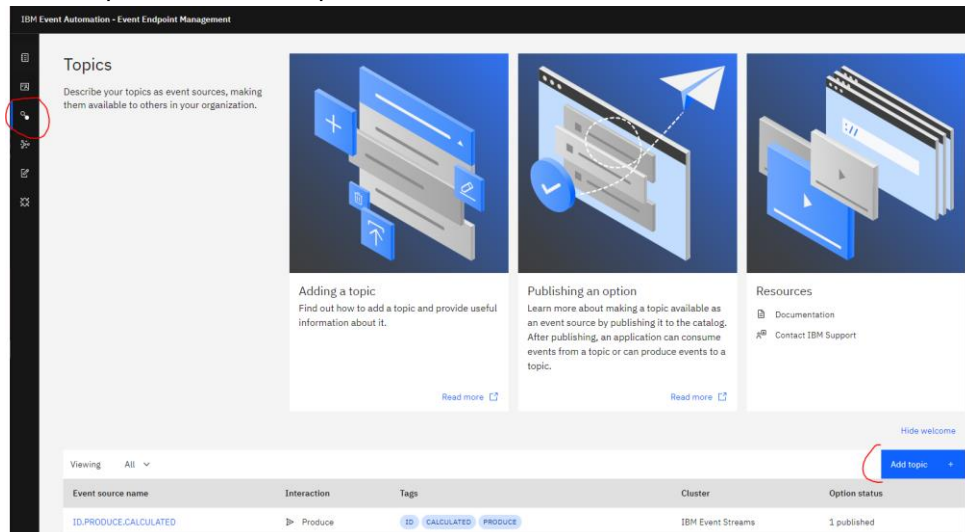 IBM Event Automation - Event Endpoint Management
Topics
Describe your topics as event sources, making
them available to others in your organization.
Adding a topic
Find out how to add a topic and provide useful
information about it.
Read more
Publishing an option
Learn more about making a topic available as
an event source by publishing it to the catalog.
After publishing, an application can consume
events from a topic or can produce events to a
topic.
Read more
Resources
Documentation
Contact IBM Support
Hide welcome
Viewing All
Add topic +
Event source name Interaction Tags Cluster Option status
ID.PRODUCE.CALCULATED Produce ID CALCULATED PRODUCE IBM Event Streams 1 published